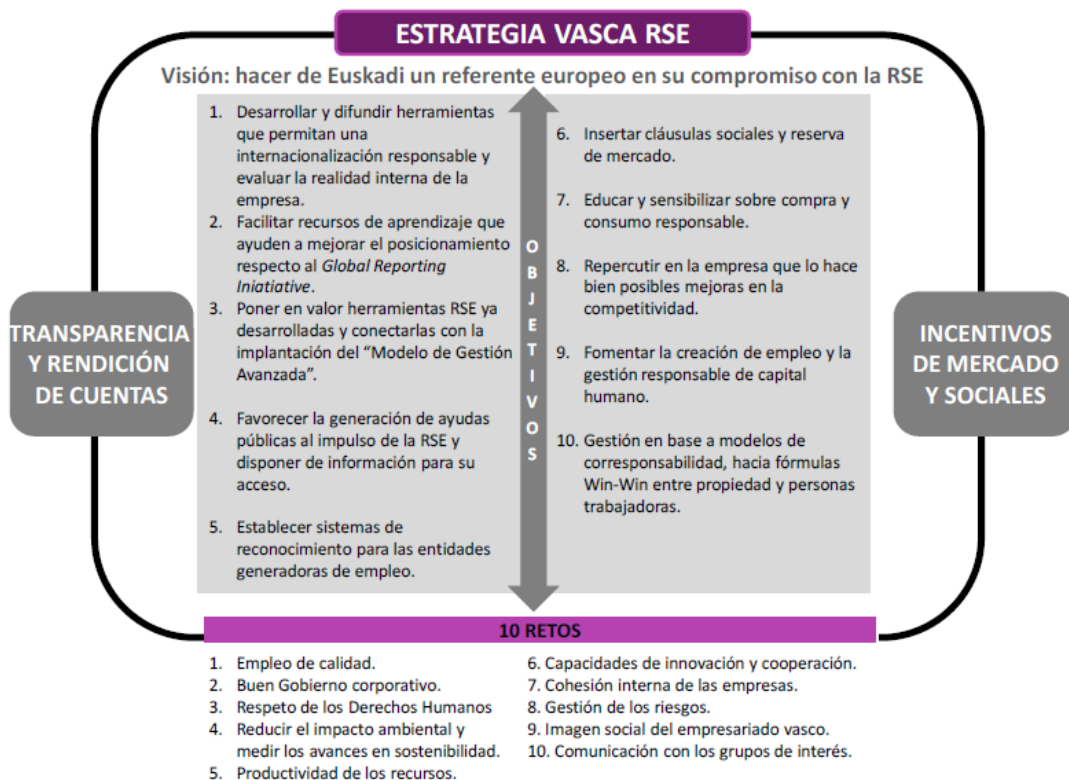 ESTRATEGIA VASCA RSE
Visión: hacer de Euskadi un referente europeo en su compromiso con la RSE
TRANSPARENCIA
Y RENDICIÓN
DE CUENTAS
1. Desarrollar y difundir herramientas
que permitan una
internacionalización responsable y
evaluar la realidad interna de la
empresa.
2. Facilitar recursos de aprendizaje que
ayuden a mejorar el posicionamiento
respecto al Global Reporting
Iniatiative.
3. Poner en valor herramientas RSE ya
desarrolladas y conectarlas con la
implantación del “Modelo de Gestión
Avanzada”.
4. Favorecer la generación de ayudas
públicas al impulso de la RSE y
disponer de información para su
acceso.
5. Establecer sistemas de
reconocimiento para las entidades
generadoras de empleo.
OBJETIVOS
6. Insertar cláusulas sociales y reserva
de mercado.
7. Educar y sensibilizar sobre compra y
consumo responsable.
8. Repercutir en la empresa que lo hace
bien posibles mejoras en la
competitividad.
9. Fomentar la creación de empleo y la
gestión responsable de capital
humano.
10. Gestión en base a modelos de
corresponsabilidad, hacia fórmulas
Win-Win entre propiedad y personas
trabajadoras.
INCENTIVOS
DE MERCADO
Y SOCIALES
10 RETOS
1. Empleo de calidad.
2. Buen Gobierno corporativo.
3. Respeto de los Derechos Humanos
4. Reducir el impacto ambiental y
medir los avances en sostenibilidad.
5. Productividad de los recursos.
6. Capacidades de innovación y cooperación.
7. Cohesión interna de las empresas.
8. Gestión de los riesgos.
9. Imagen social del empresariado vasco.
10. Comunicación con los grupos de interés.